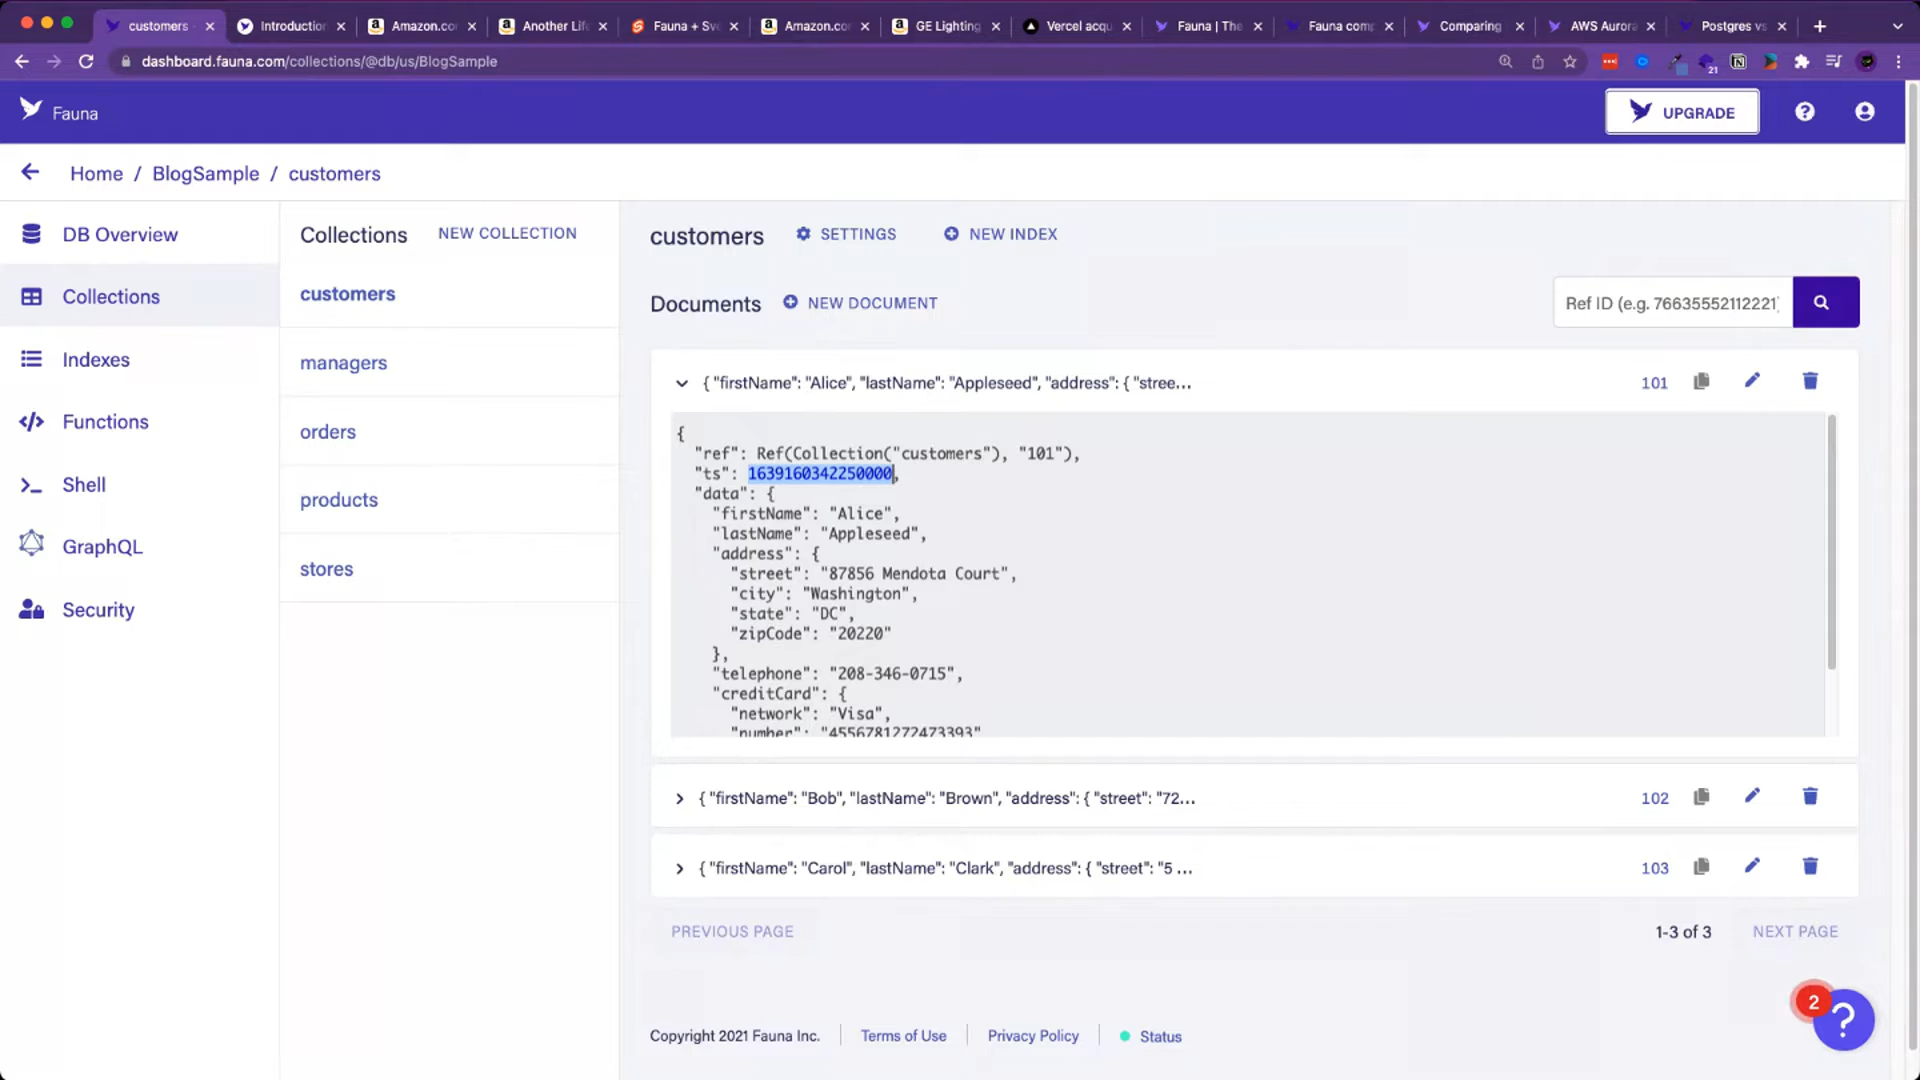 customers
Introduction
Amazon.co
Another Life
Fauna + Sv
Amazon.co
GE Lighting
Vercel acqu
Fauna | The
Fauna com
Comparing
AWS Aurora
Postgres vs
dashboard.fauna.com/collections/@db/us/BlogSample
21
Fauna
UPGRADE
Home / BlogSample / customers
DB Overview
Collections
Indexes
Functions
Shell
GraphQL
Security
Collections NEW COLLECTION
customers
managers
orders
products
stores
customers SETTINGS NEW INDEX
Documents NEW DOCUMENT
Ref ID (e.g. 76635552112221)
{ "firstName": "Alice", "lastName": "Appleseed", "address": { "stree... 101
{
"ref": Ref(Collection("customers"), "101"),
"ts": 1639160342250000,
"data": {
"firstName": "Alice",
"lastName": "Appleseed",
"address": {
"street": "87856 Mendota Court",
"city": "Washington",
"state": "DC",
"zipCode": "20220"
},
"telephone": "208-346-0715",
"creditCard": {
"network": "Visa",
"number": "4556781272473393"
{ "firstName": "Bob", "lastName": "Brown", "address": { "street": "72... 102
{ "firstName": "Carol", "lastName": "Clark", "address": { "street": "5 ... 103
PREVIOUS PAGE
1-3 of 3
NEXT PAGE
2
?
Copyright 2021 Fauna Inc.
Terms of Use
Privacy Policy
Status